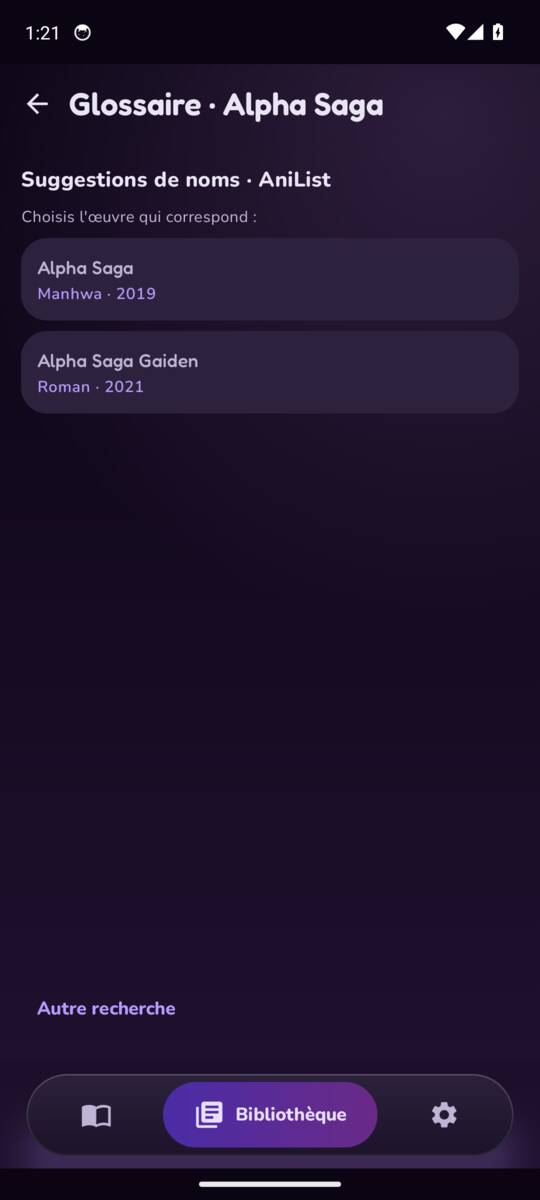 1:21
Glossaire · Alpha Saga
Suggestions de noms · AniList
Choisis l'œuvre qui correspond :
Alpha Saga
Manhwa · 2019
Alpha Saga Gaiden
Roman · 2021
Autre recherche
Bibliothèque